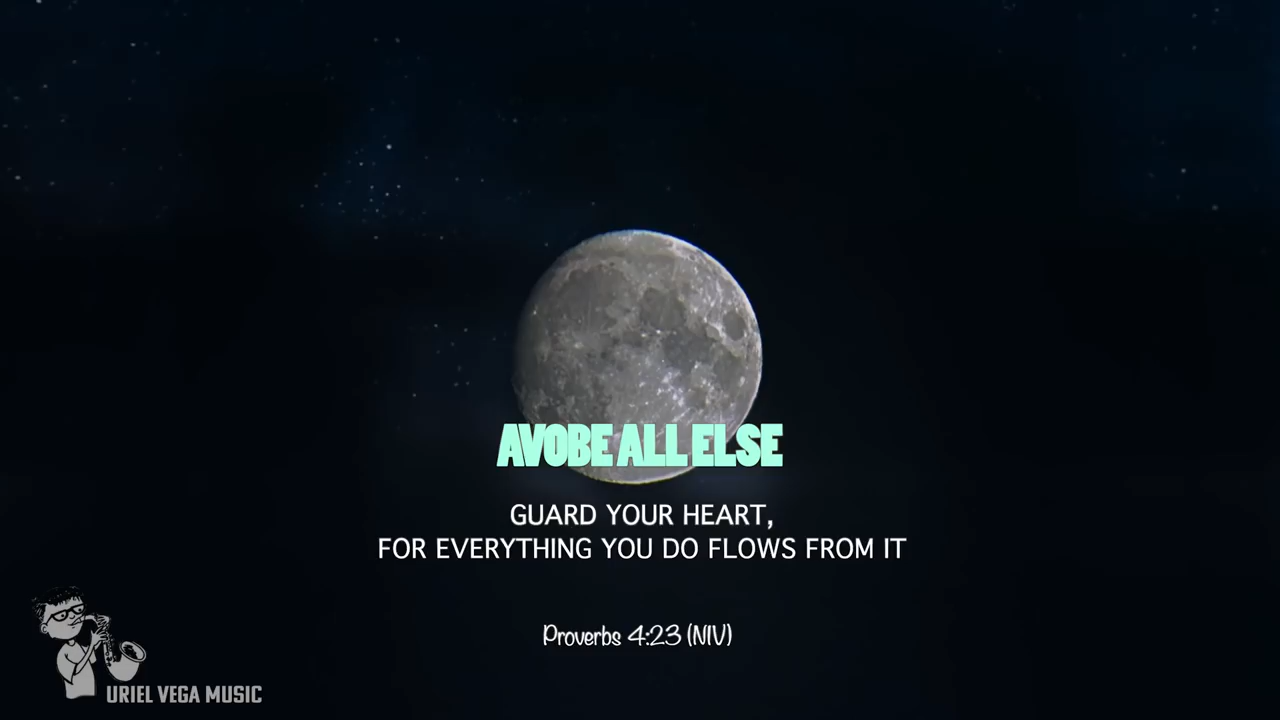 AVOBE ALL ELSE
GUARD YOUR HEART,
FOR EVERYTHING YOU DO FLOWS FROM IT
Proverbs 4:23 (NIV)
URIEL VEGA MUSIC